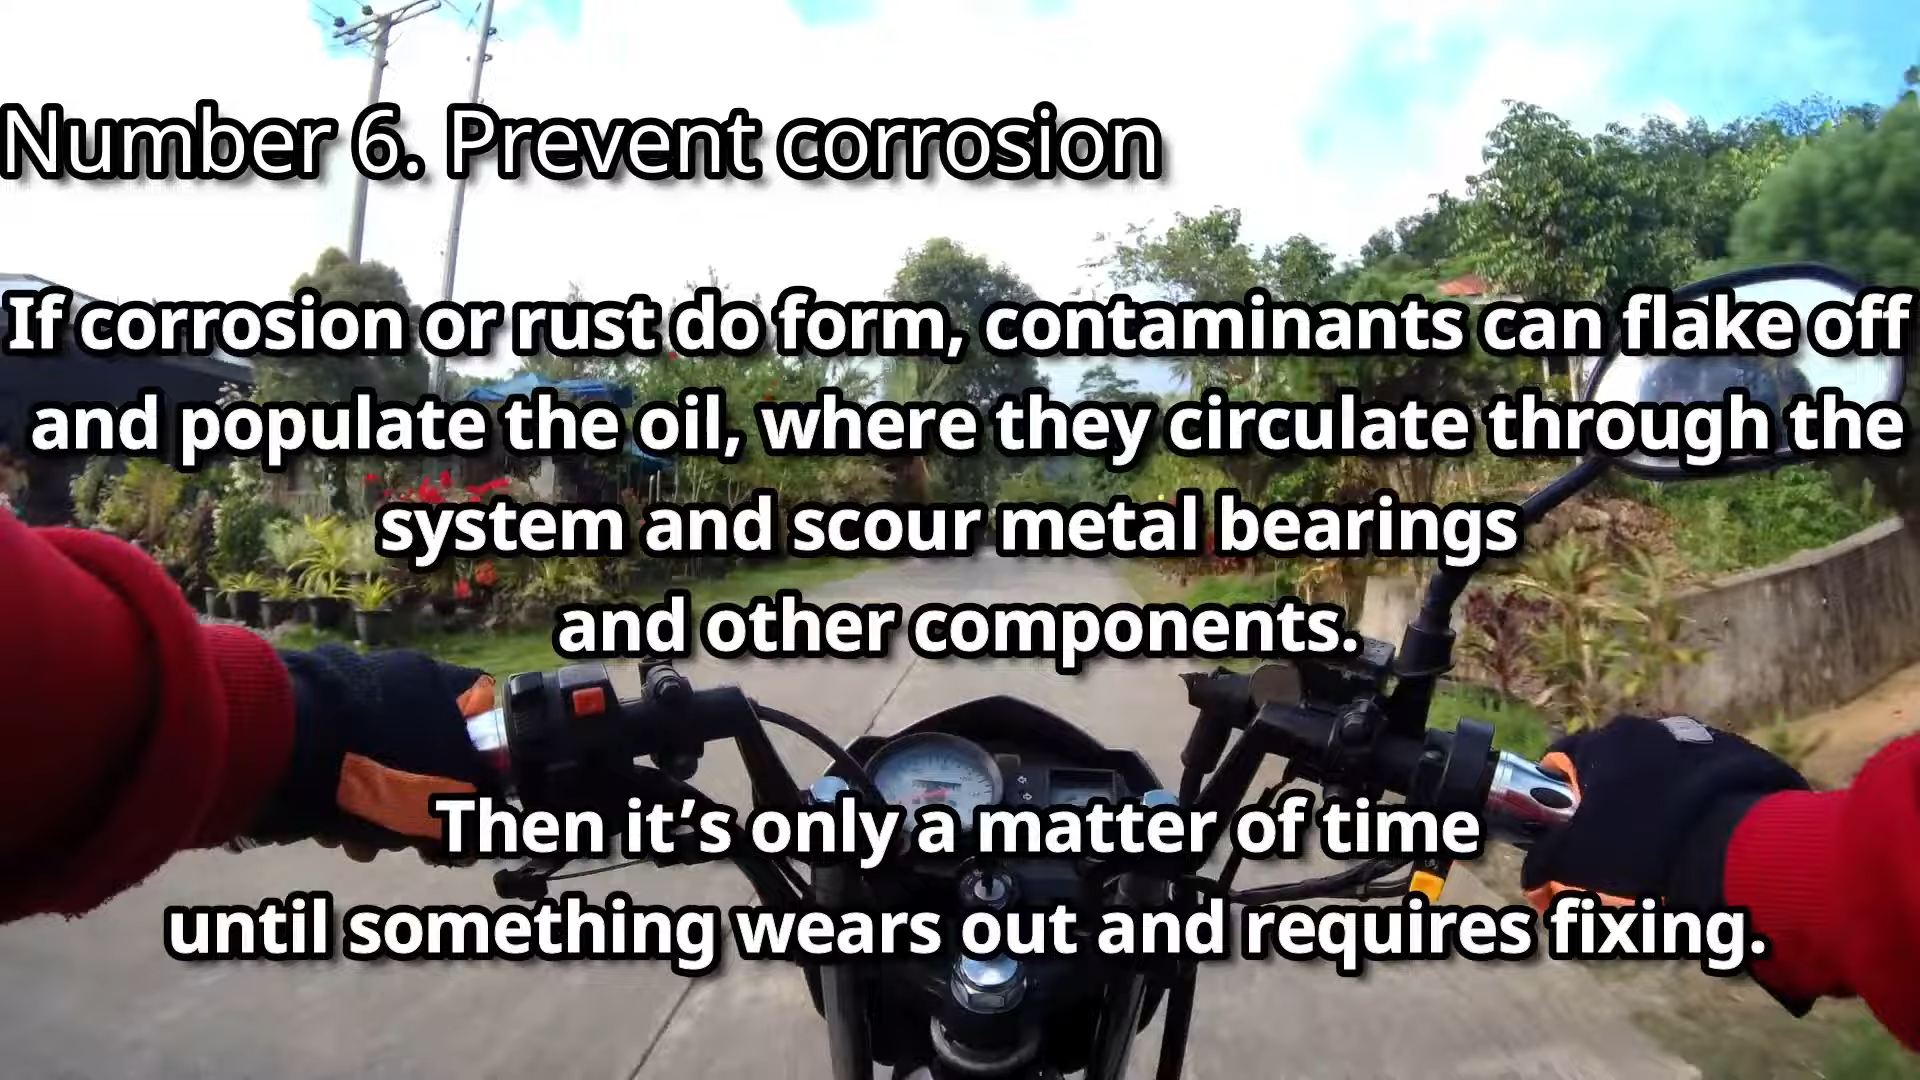 Number 6. Prevent corrosion
If corrosion or rust do form, contaminants can flake off
and populate the oil, where they circulate through the
system and scour metal bearings
and other components.
Then it’s only a matter of time
until something wears out and requires fixing.